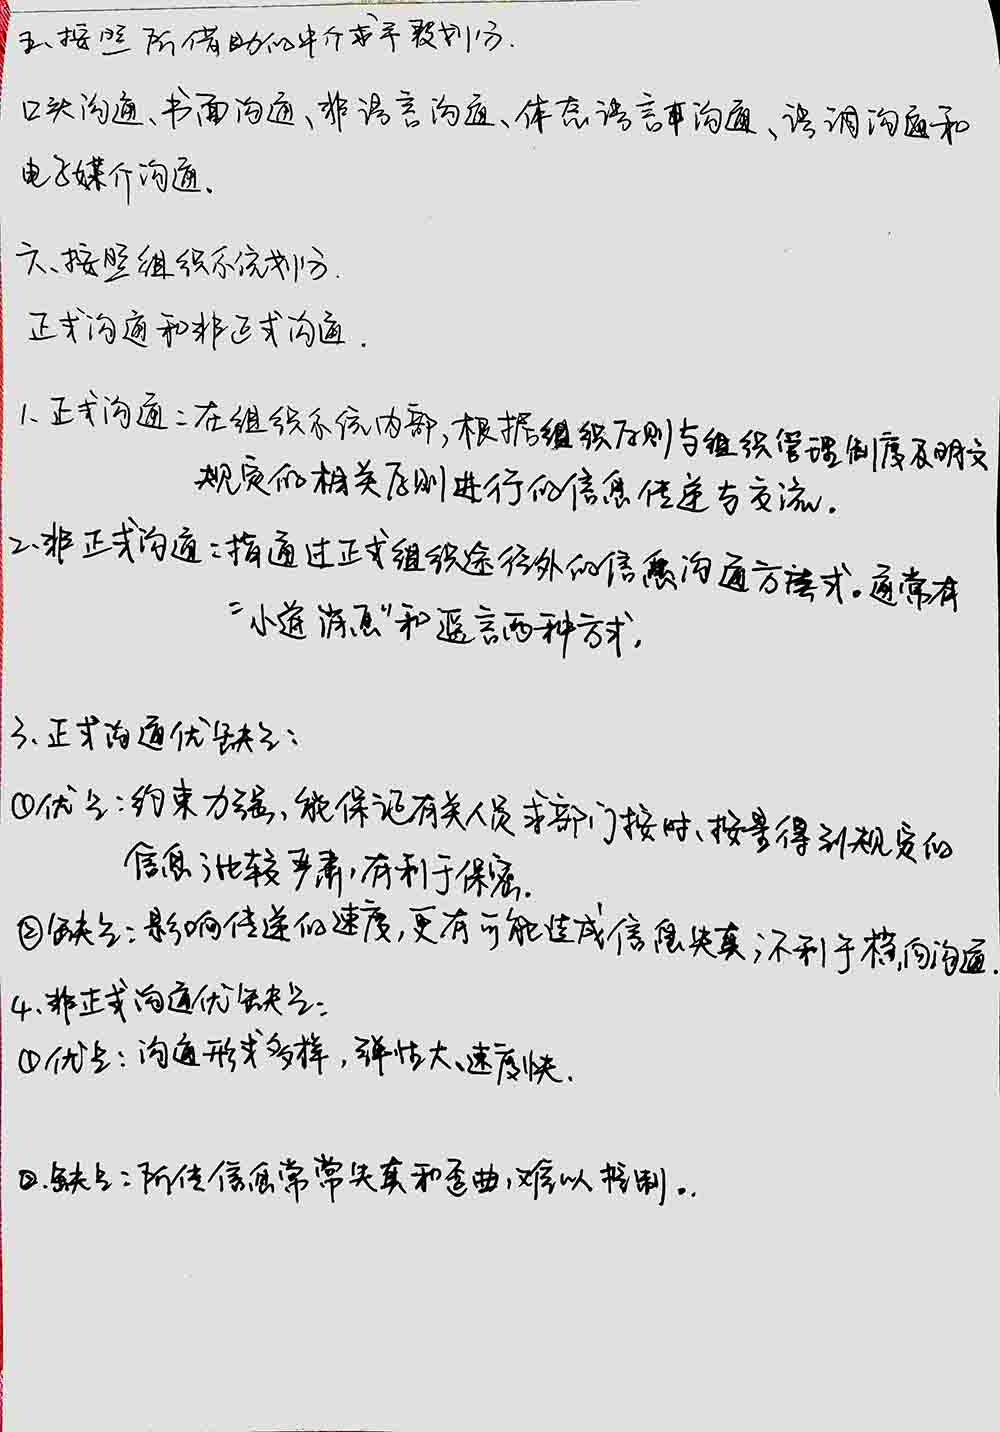 五、按照所借助的中介或手段划分.
口头沟通、书面沟通、非语言沟通、体态语言沟通、语调沟通和
电子媒介沟通.
六、按照组织系统划分.
正式沟通和非正式沟通.
1、正式沟通:在组织系统内部,根据组织原则与组织管理制度及明文
规定的相关原则进行的信息传递与交流.
2、非正式沟通:指通过正式组织途径外的信息沟通方式。通常有
"小道消息"和谣言两种方式.
3、正式沟通优缺点:
①优点:约束力强、能保证有关人员或部门按时、按量得到规定的
信息;比较严肃,有利于保密.
②缺点:影响传递的速度,更有可能造成信息失真;不利于横向沟通.
4、非正式沟通优缺点:
①优点:沟通形式多样,弹性大、速度快.
②.缺点:所传信息常常失真和歪曲,难以控制。.